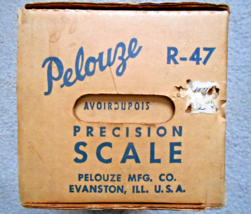 Pelouze R-47
AVOIRDUPOIS
PRECISION
SCALE
PELOUZE MFG. CO.
EVANSTON, ILL. U.S.A.